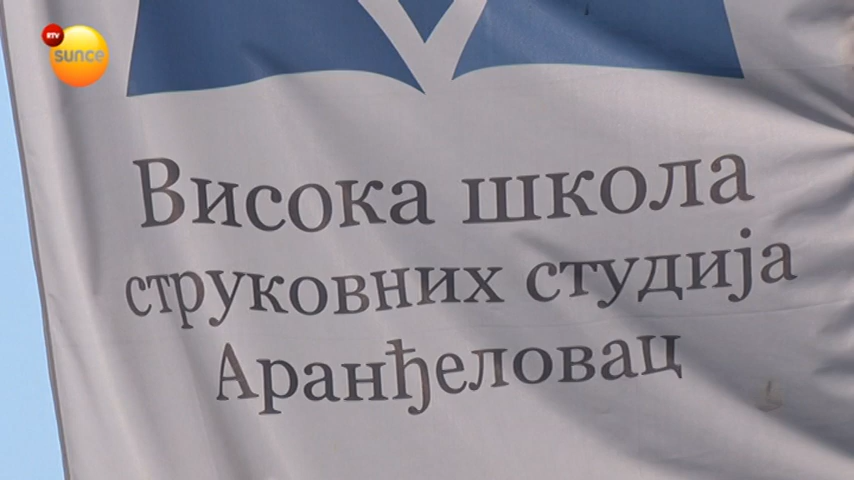 RTV
sunce
Висока школа
струковних студија
Аранђеловац